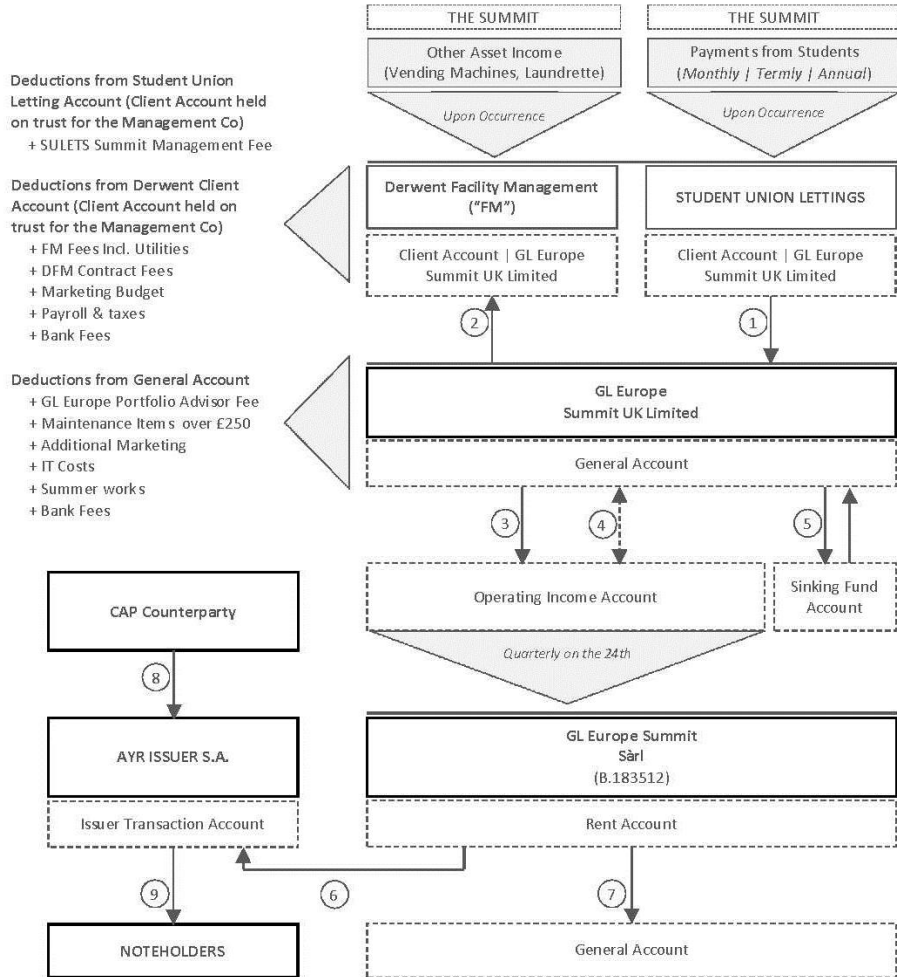 THE SUMMIT
THE SUMMIT
Other Asset Income
(Vending Machines, Laundrette)
Payments from Students
(Monthly | Termly | Annual)
Upon Occurrence
Upon Occurrence
Deductions from Student Union
Letting Account (Client Account held
on trust for the Management Co)
+ SULETS Summit Management Fee
Deductions from Derwent Client
Account (Client Account held on
trust for the Management Co)
+ FM Fees Incl. Utilities
+ DFM Contract Fees
+ Marketing Budget
+ Payroll & taxes
+ Bank Fees
Derwent Facility Management
("FM")
STUDENT UNION LETTINGS
Client Account | GL Europe
Summit UK Limited
Client Account | GL Europe
Summit UK Limited
2
1
Deductions from General Account
+ GL Europe Portfolio Advisor Fee
+ Maintenance Items over £250
+ Additional Marketing
+ IT Costs
+ Summer works
+ Bank Fees
GL Europe
Summit UK Limited
General Account
3
4
5
Operating Income Account
Sinking Fund
Account
Quarterly on the 24th
CAP Counterparty
8
AYR ISSUER S.A.
Issuer Transaction Account
GL Europe Summit
Sàrl
(B.183512)
Rent Account
9
6
7
NOTEHOLDERS
General Account